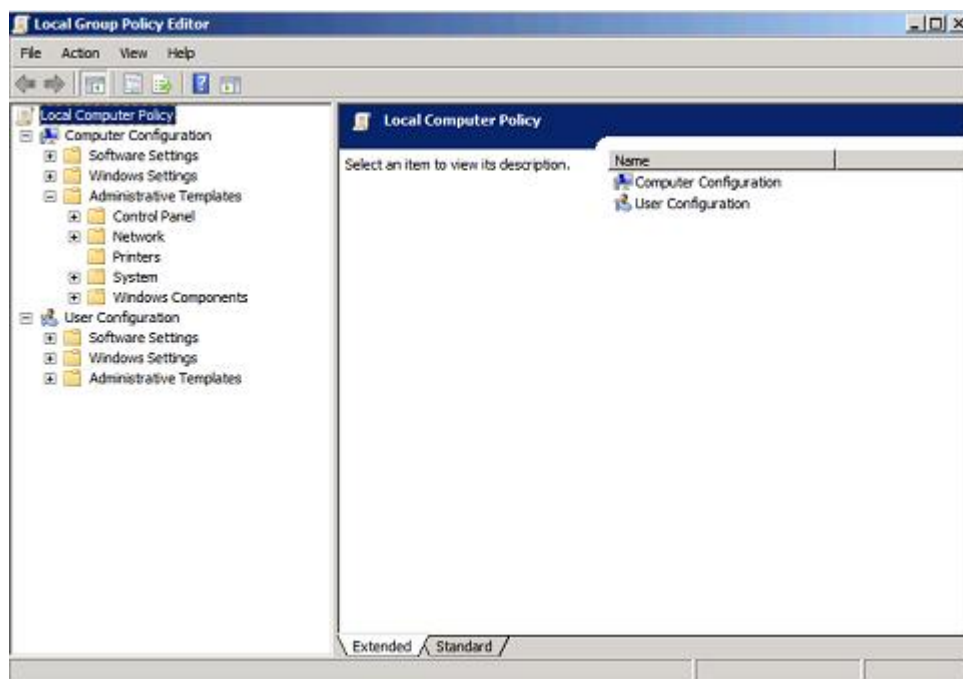 Local Group Policy Editor
File Action View Help
Local Computer Policy
Computer Configuration
Software Settings
Windows Settings
Administrative Templates
Control Panel
Network
Printers
System
Windows Components
User Configuration
Software Settings
Windows Settings
Administrative Templates
Local Computer Policy
Select an item to view its description.
Name
Computer Configuration
User Configuration
Extended Standard